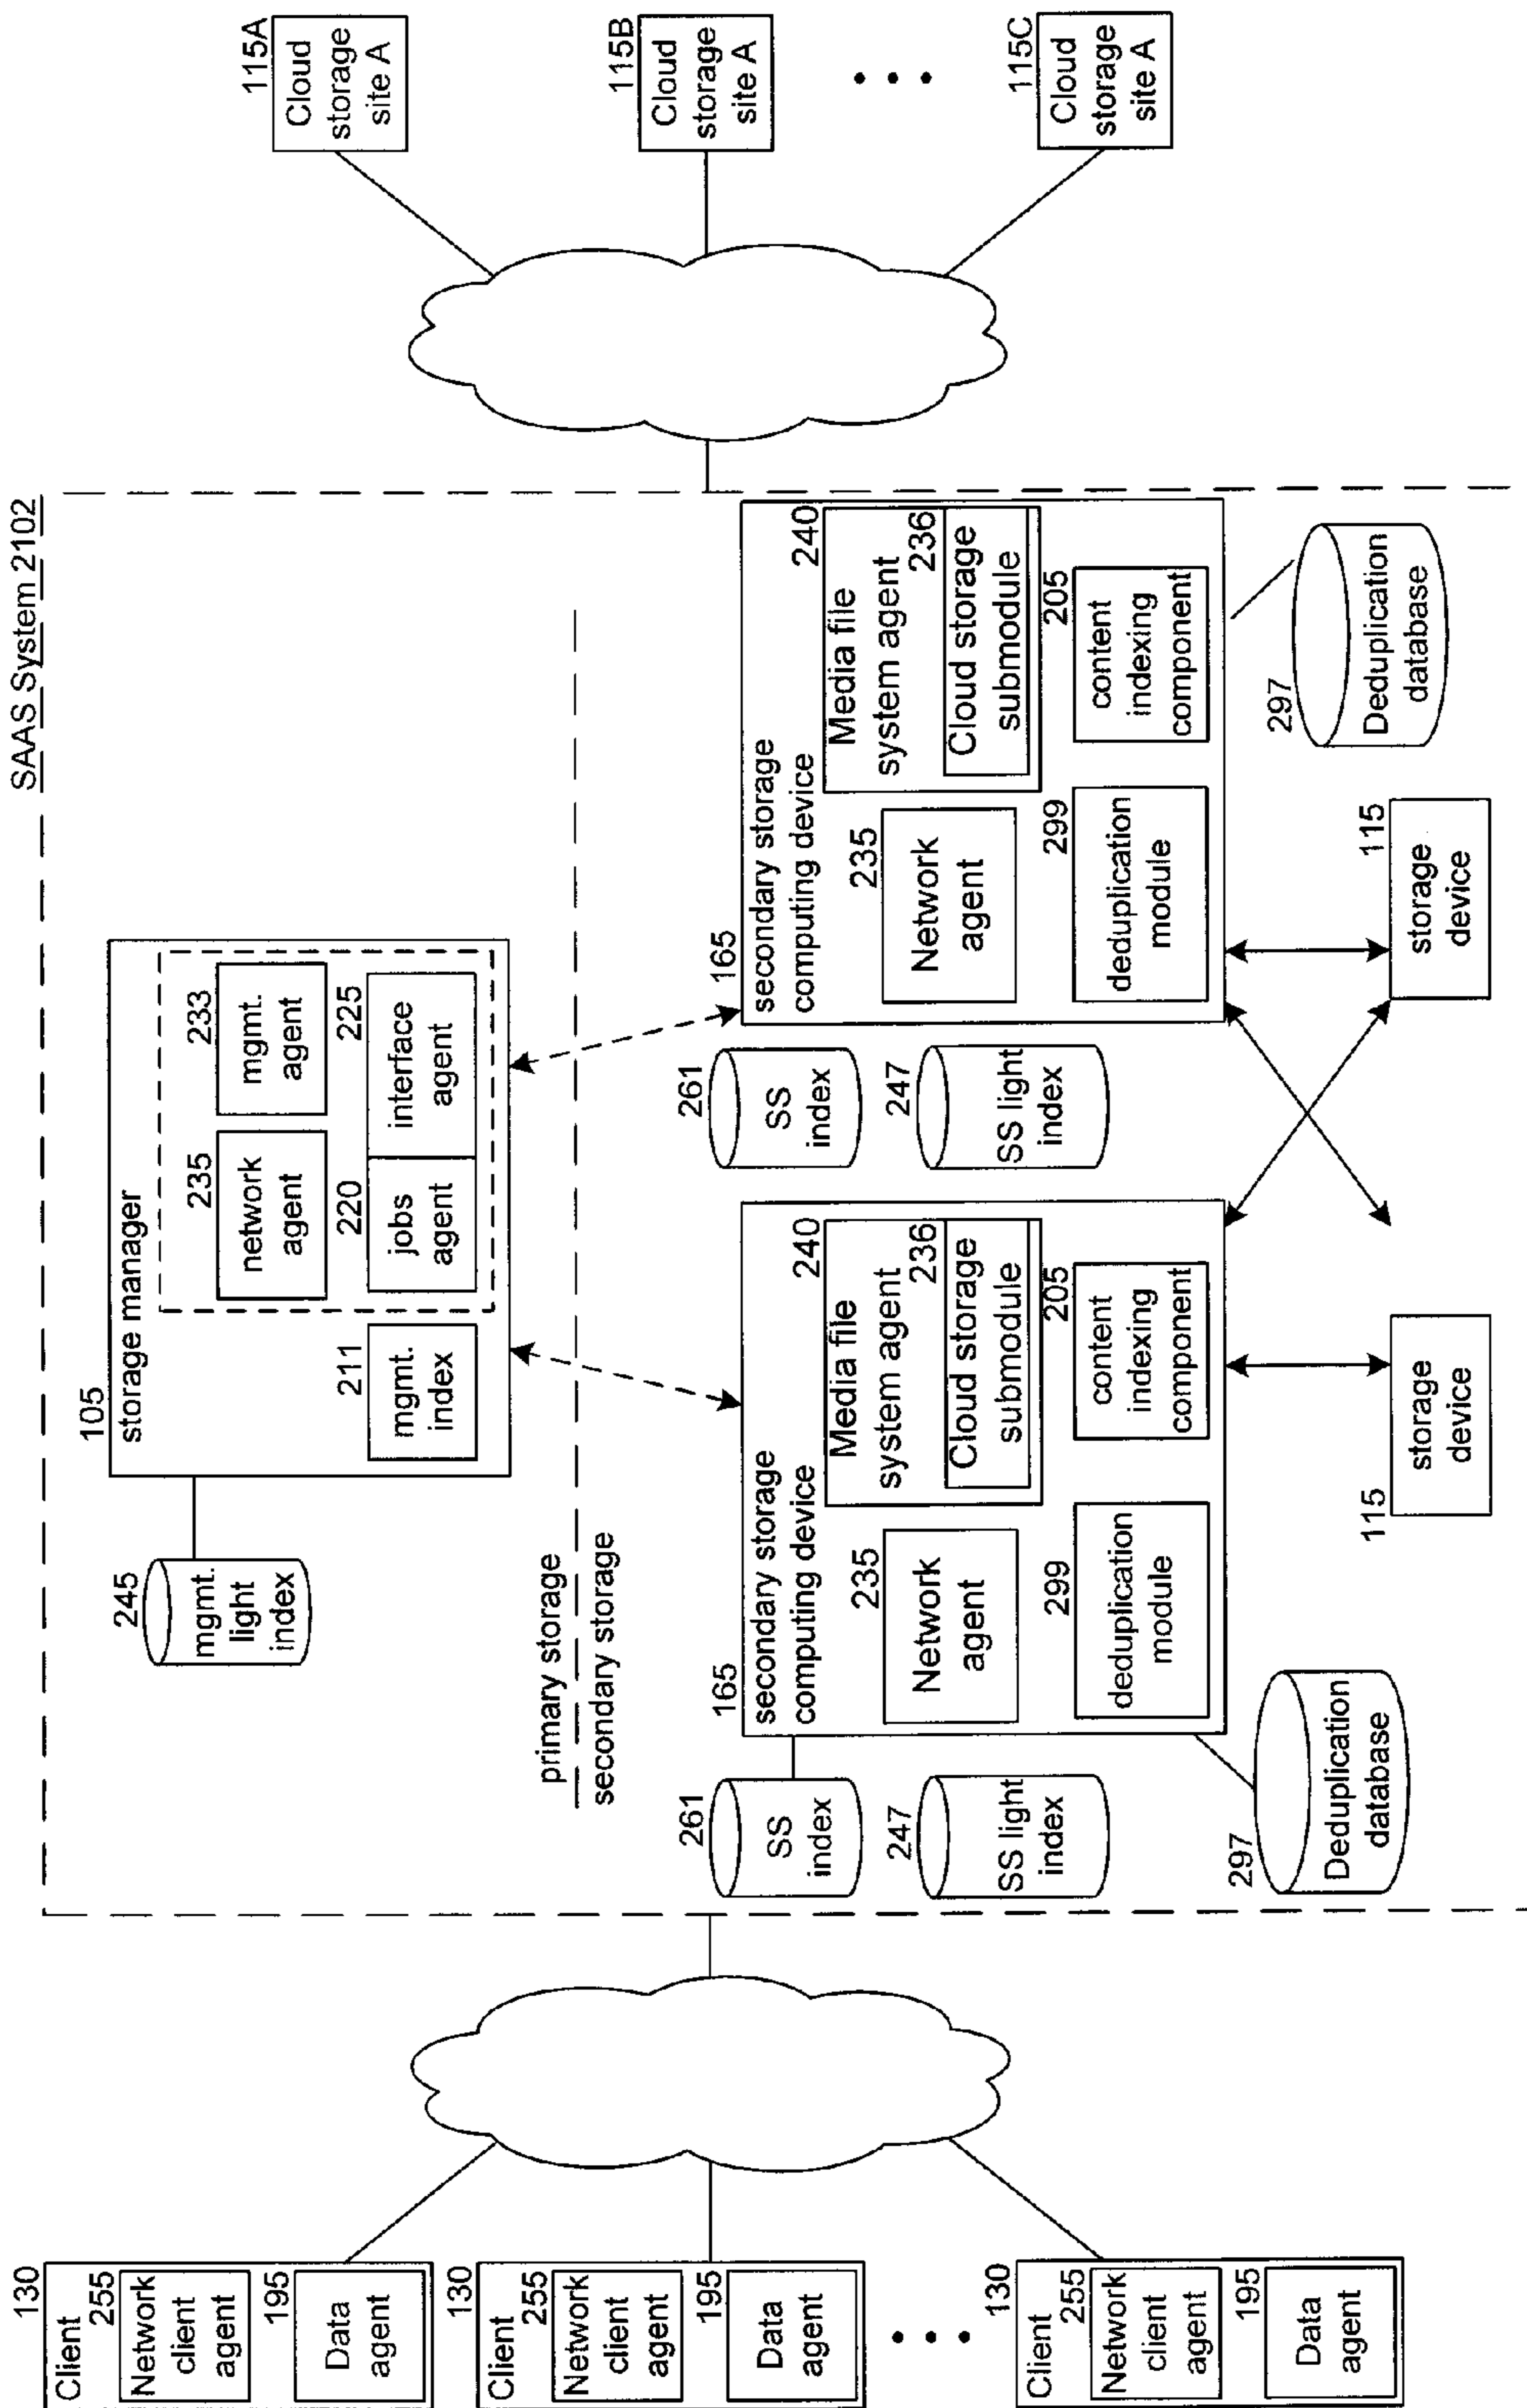 SAAS System 2102
130
Client
255
Network
client
agent
195
Data
agent
130
Client
255
Network
client
agent
195
Data
agent
130
Client
255
Network
client
agent
195
Data
agent
245
mgmt.
light
index
105
storage manager
211
mgmt.
index
235
network
agent
233
mgmt.
agent
220
jobs
agent
225
interface
agent
primary storage
secondary storage
261
SS
index
247
SS light
index
297
Deduplication
database
165
secondary storage
computing device
240
Media file
system agent
236
Cloud storage
submodule
235
Network
agent
205
content
indexing
component
299
deduplication
module
115
storage
device
261
SS
index
247
SS light
index
165
secondary storage
computing device
240
Media file
system agent
236
Cloud storage
submodule
235
Network
agent
205
content
indexing
component
299
deduplication
module
297
Deduplication
database
115
storage
device
115A
Cloud
storage
site A
115B
Cloud
storage
site A
115C
Cloud
storage
site A